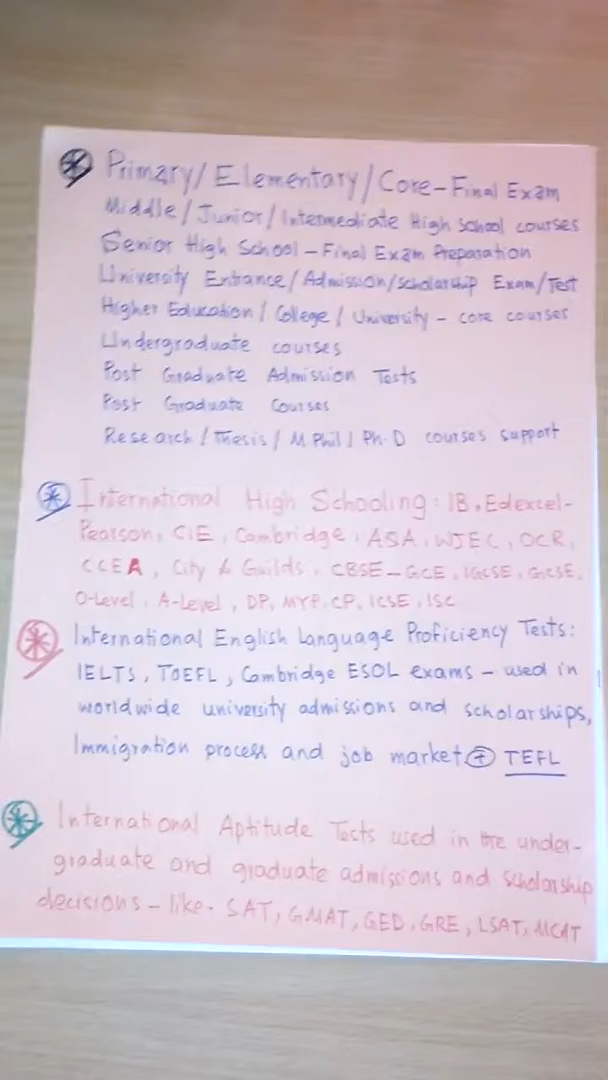 Primary/Elementary/Core-Final Exam
Middle/Junior/Intermediate High School courses
Senior High School - Final Exam Preparation
University Entrance/Admission/Scholarship Exam/Test
Higher Education/College/University - core courses
Undergraduate courses
Post Graduate Admission Tests
Post Graduate Courses
Research/Thesis/M Phil/Ph.D courses support
International High Schooling: IB, Edexcel-
Pearson, CIE, Cambridge, ASA, WJEC, OCR,
CCEA, City & Guilds, CBSE-GCE, IGCSE, GCSE,
O-Level, A-Level, DP, MYP, CP, ICSE, ISC
International English Language Proficiency Tests:
IELTS, TOEFL, Cambridge ESOL exams - used in
worldwide university admissions and scholarships,
Immigration process and job market + TEFL
International Aptitude Tests used in the under-
graduate and graduate admissions and scholarship
decisions - like - SAT, GMAT, GED, GRE, LSAT, MCAT